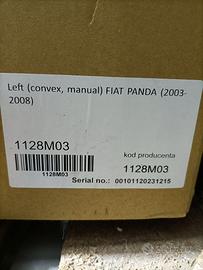 Left (convex, manual) FIAT PANDA (2003-
2008)
1128M03
kod producenta
1128M03
1128M03
Serial no.: 00101120231215